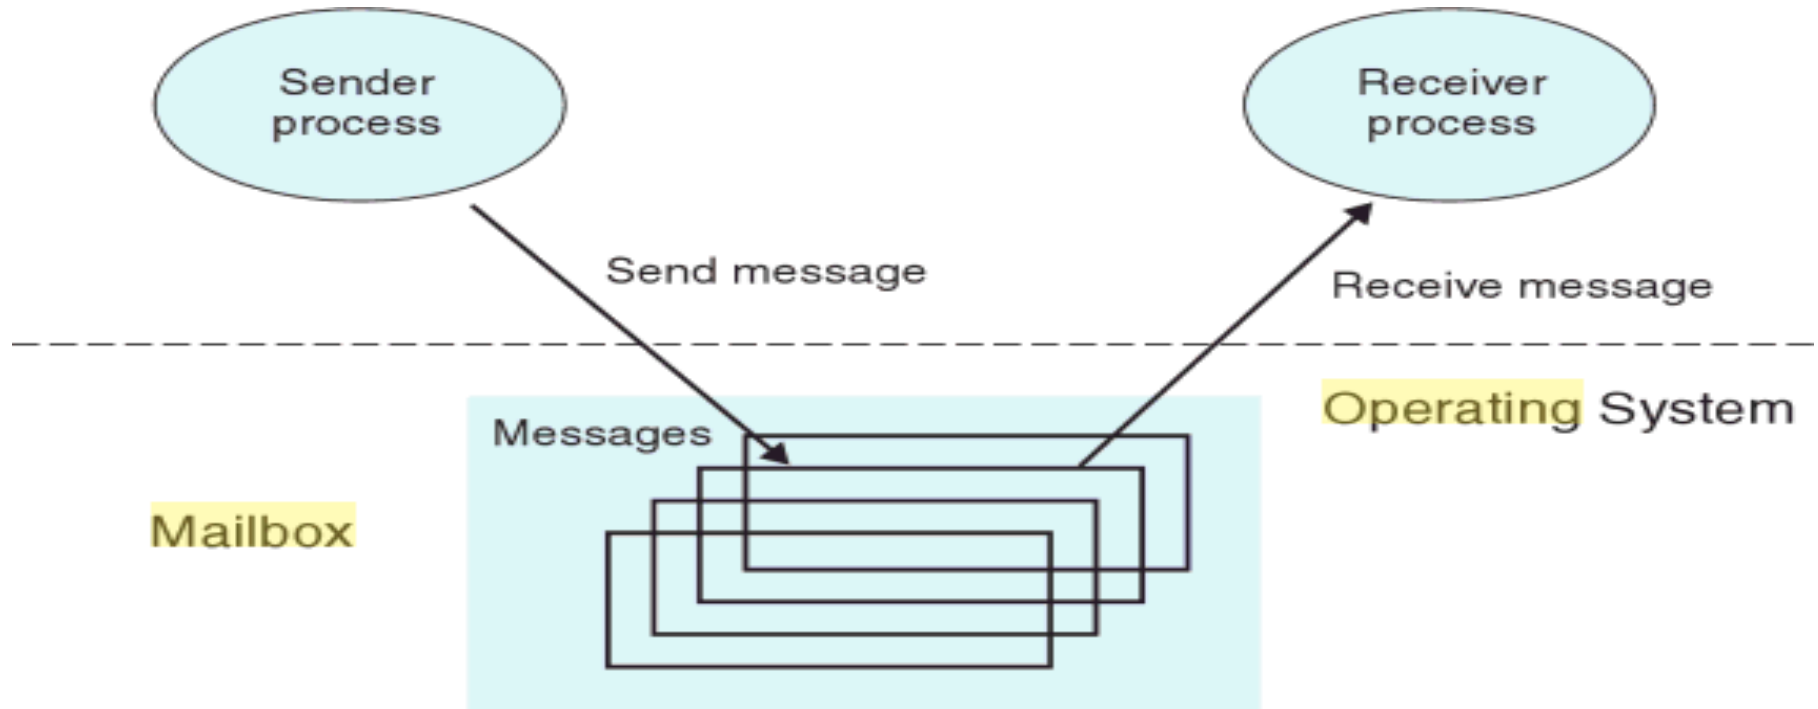 Sender
process
Receiver
process
Send message
Receive message
Operating System
Messages
Mailbox